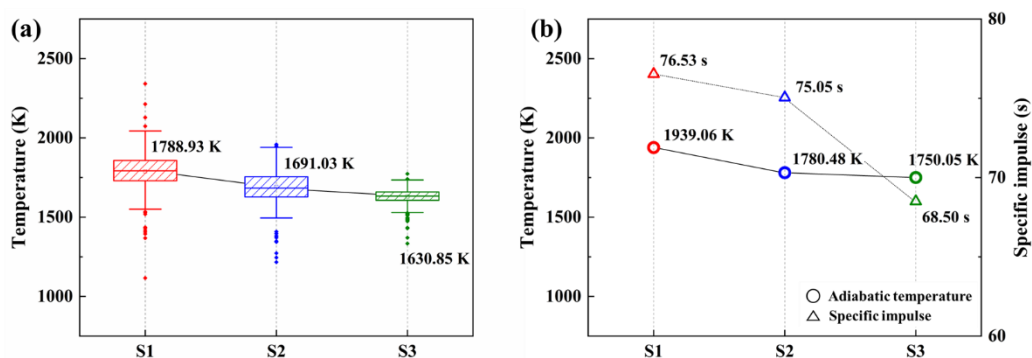 (a)
Temperature (K)
2500
2000
1500
1000
1788.93 K
1691.03 K
1630.85 K
S1
S2
S3
(b)
Temperature (K)
2500
2000
1500
1000
76.53 s
75.05 s
1939.06 K
1780.48 K
1750.05 K
68.50 s
Adiabatic temperature
Specific impulse
S1
S2
S3
80
70
60
Specific impulse (s)